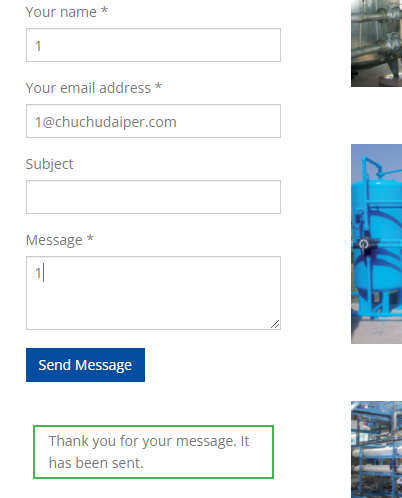 Your name *
1
Your email address *
1@chuchudaiper.com
Subject
Message *
1
Send Message
Thank you for your message. It
has been sent.